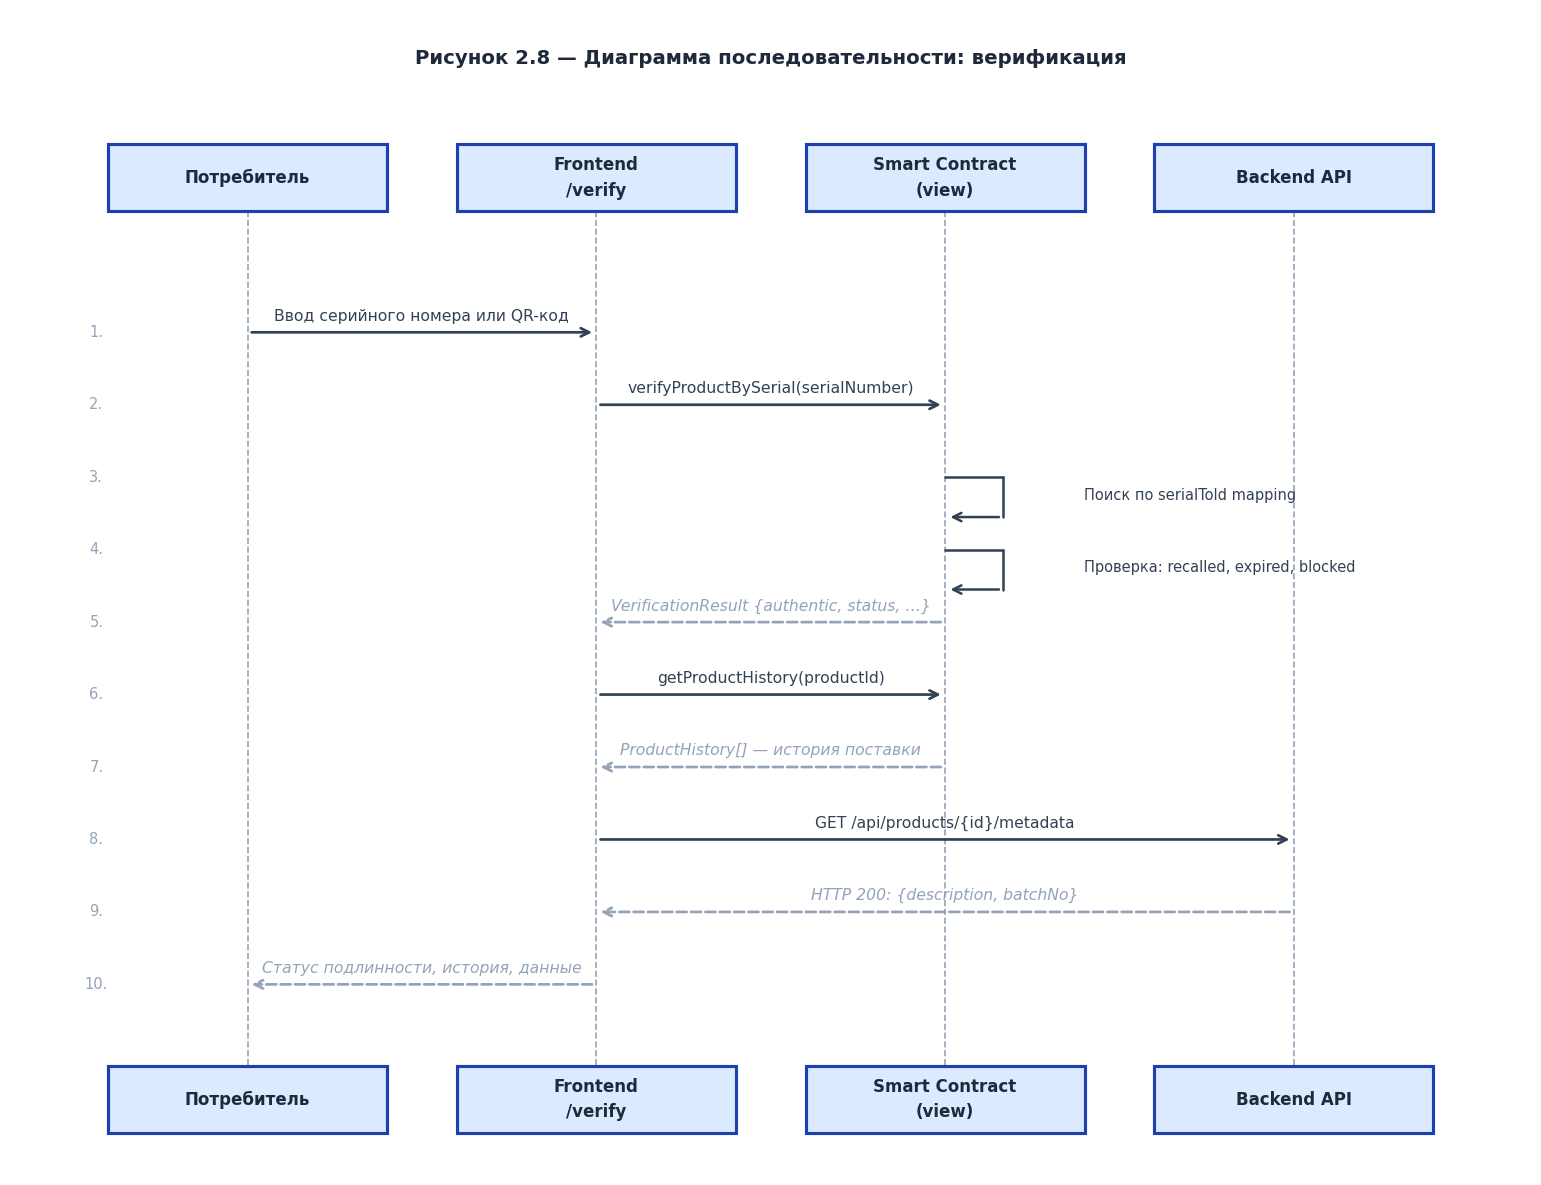 Рисунок 2.8 — Диаграмма последовательности: верификация
Потребитель
Frontend
/verify
Smart Contract
(view)
Backend API
1.
Ввод серийного номера или QR-код
2.
verifyProductBySerial(serialNumber)
3.
Поиск по serialToId mapping
4.
Проверка: recalled, expired, blocked
5.
VerificationResult {authentic, status, …}
6.
getProductHistory(productId)
7.
ProductHistory[] — история поставки
8.
GET /api/products/{id}/metadata
9.
HTTP 200: {description, batchNo}
10.
Статус подлинности, история, данные
Потребитель
Frontend
/verify
Smart Contract
(view)
Backend API